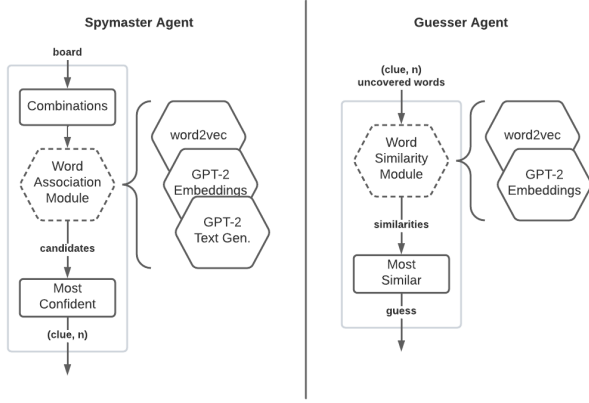 Spymaster Agent
board
Combinations
Word
Association
Module
candidates
Most
Confident
(clue, n)
word2vec
GPT-2
Embeddings
GPT-2
Text Gen.
Guesser Agent
(clue, n)
uncovered words
Word
Similarity
Module
similarities
Most
Similar
guess
word2vec
GPT-2
Embeddings